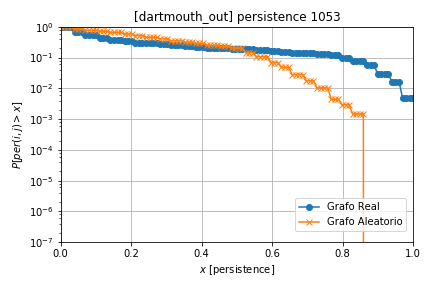 [dartmouth_out] persistence 1053
P[per(i,j) > x]
10^0
10^-1
10^-2
10^-3
10^-4
10^-5
10^-6
10^-7
Grafo Real
Grafo Aleatorio
0.0 0.2 0.4 0.6 0.8 1.0
x [persistence]